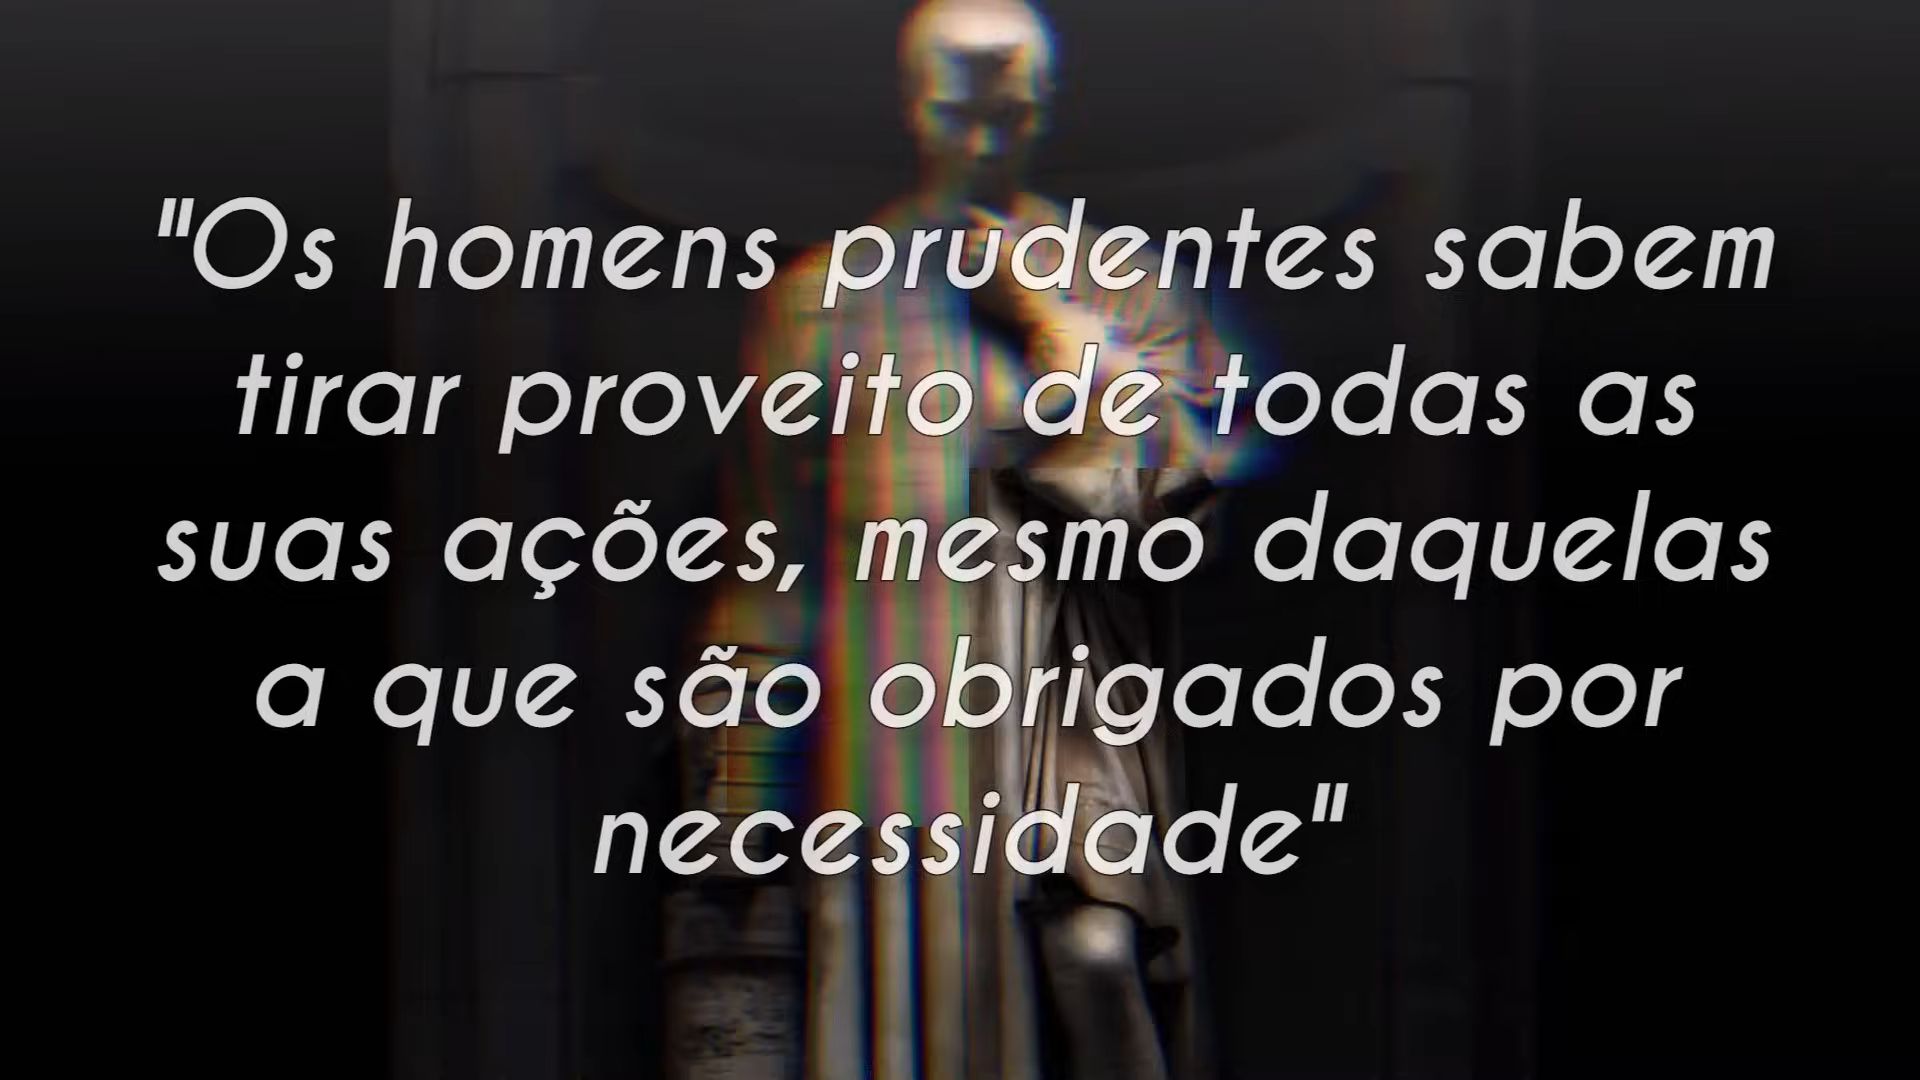 "Os homens prudentes sabem
tirar proveito de todas as
suas ações, mesmo daquelas
a que são obrigados por
necessidade"